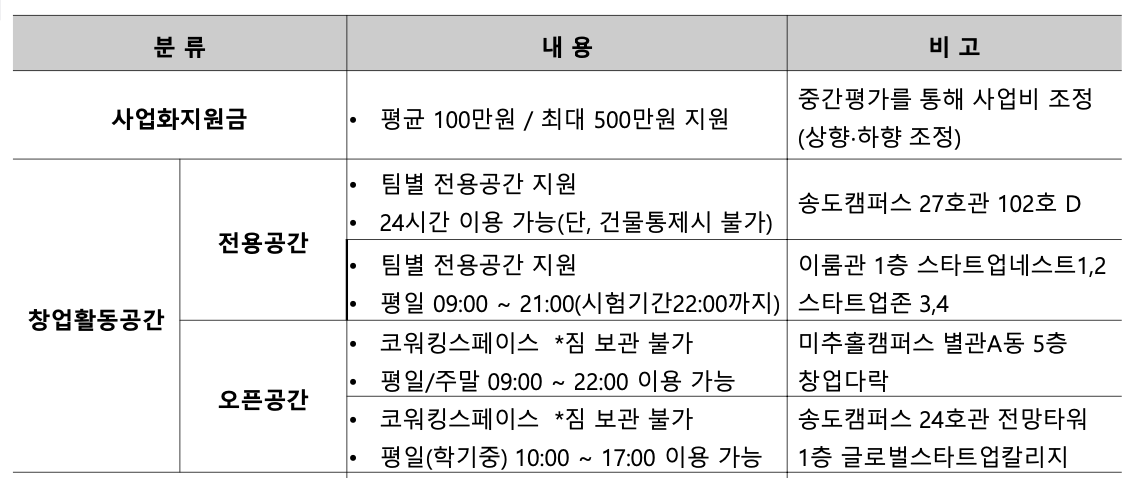 분 류
내 용
비 고
사업화지원금
• 평균 100만원 / 최대 500만원 지원
중간평가를 통해 사업비 조정
(상향·하향 조정)
창업활동공간
전용공간
• 팀별 전용공간 지원
• 24시간 이용 가능(단, 건물통제시 불가)
송도캠퍼스 27호관 102호 D
• 팀별 전용공간 지원
• 평일 09:00 ~ 21:00(시험기간22:00까지)
이룸관 1층 스타트업네스트1,2
스타트업존 3,4
오픈공간
• 코워킹스페이스 *짐 보관 불가
• 평일/주말 09:00 ~ 22:00 이용 가능
미추홀캠퍼스 별관A동 5층
창업다락
• 코워킹스페이스 *짐 보관 불가
• 평일(학기중) 10:00 ~ 17:00 이용 가능
송도캠퍼스 24호관 전망타워
1층 글로벌스타트업칼리지